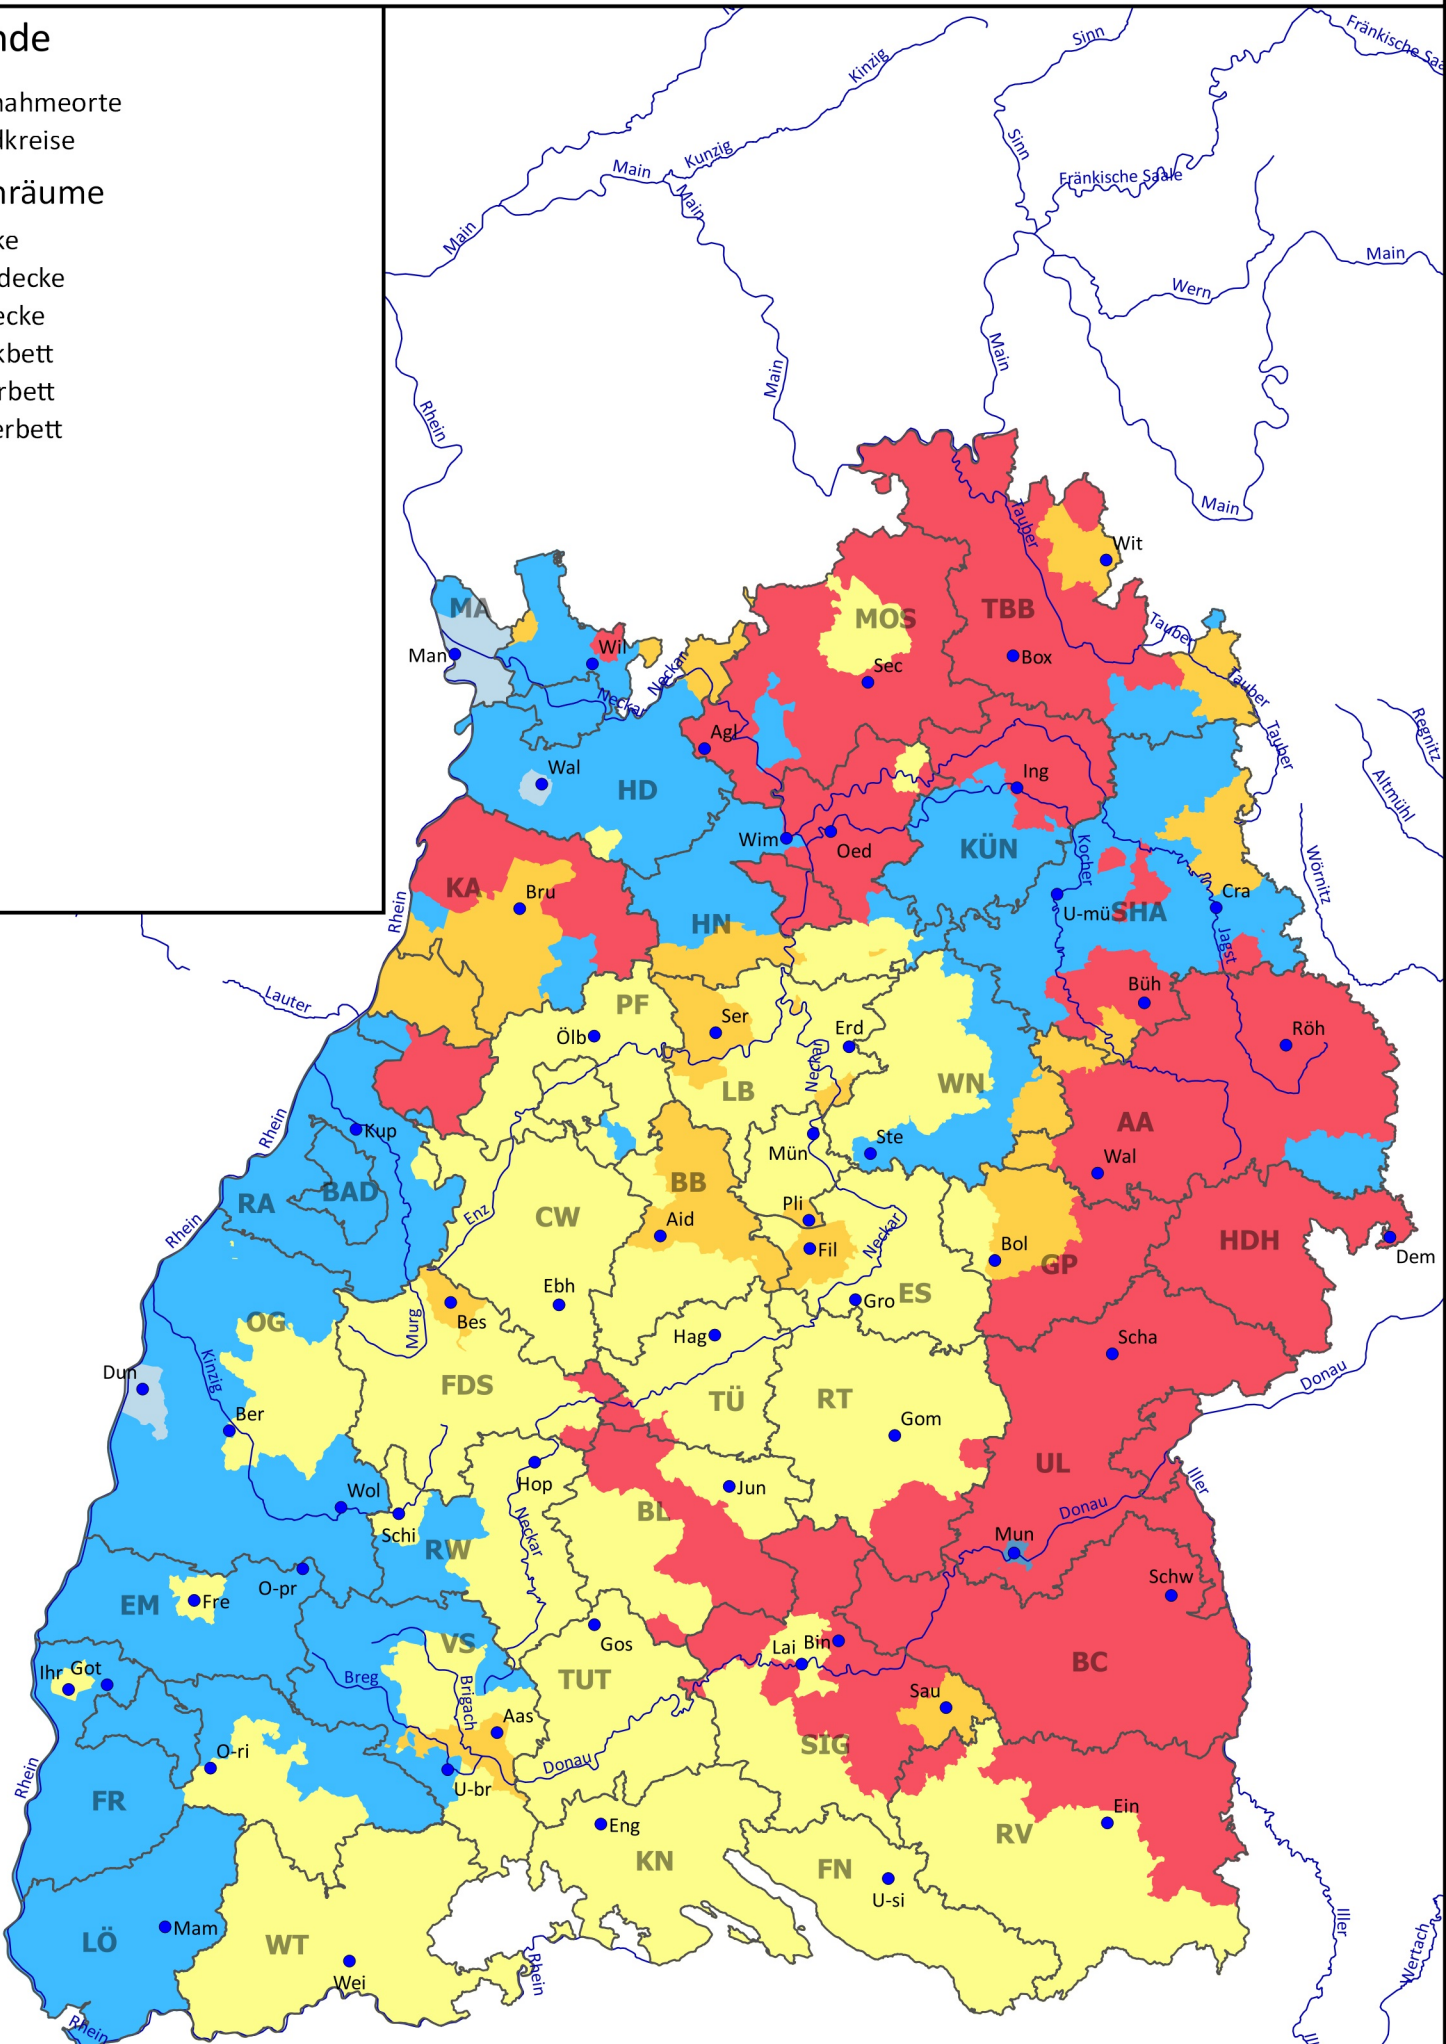 nde
nahmeorte
dkreise
nräume
ke
decke
ecke
kbett
rbett
erbett
Kinzig
Sinn
Fränkische Saa
Main
Kunzig
Main
Sinn
Fränkische Saale
Main
Main
Wern
Main
Main
Rhein
Main
Tauber
Wit
MA
MOS
TBB
Tauber
Man
Wil
Neckar
Sec
Box
Tauber
Neckar
Regnitz
Agl
Tauber
Wal
HD
Ing
Altmühl
Wim
Oed
KÜN
Kocher
Wörnitz
KA
Bru
Cra
Rhein
HN
U-mü
SHA
Jagst
Lauter
PF
Büh
Ölb
Ser
Erd
Röh
Neckar
LB
WN
Rhein
AA
Kup
Ste
Mün
Wal
RA
BAD
BB
Rhein
Enz
CW
Aid
Pli
Fil
Neckar
Bol
GP
HDH
Dem
Ebh
ES
Gro
OG
Murg
Bes
Hag
Scha
Dun
Kinzig
FDS
TÜ
RT
Donau
Ber
Gom
UL
Iller
Wol
Hop
Jun
Schi
Neckar
BL
Donau
RW
Mun
O-pr
Schw
EM
Fre
VS
Gos
Lai
Bin
BC
Ihr
Got
Breg
TUT
Brigach
Sau
Aas
SIG
O-ri
Donau
Rhein
U-br
FR
Eng
Ein
RV
KN
FN
U-si
Mam
LÖ
WT
Wei
Rhein
Iller
Wertach
Rhein